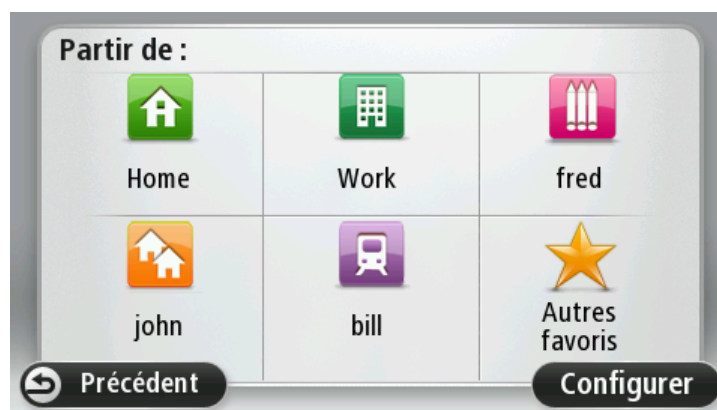 Partir de :
Home
Work
fred
john
bill
Autres
favoris
Précédent
Configurer